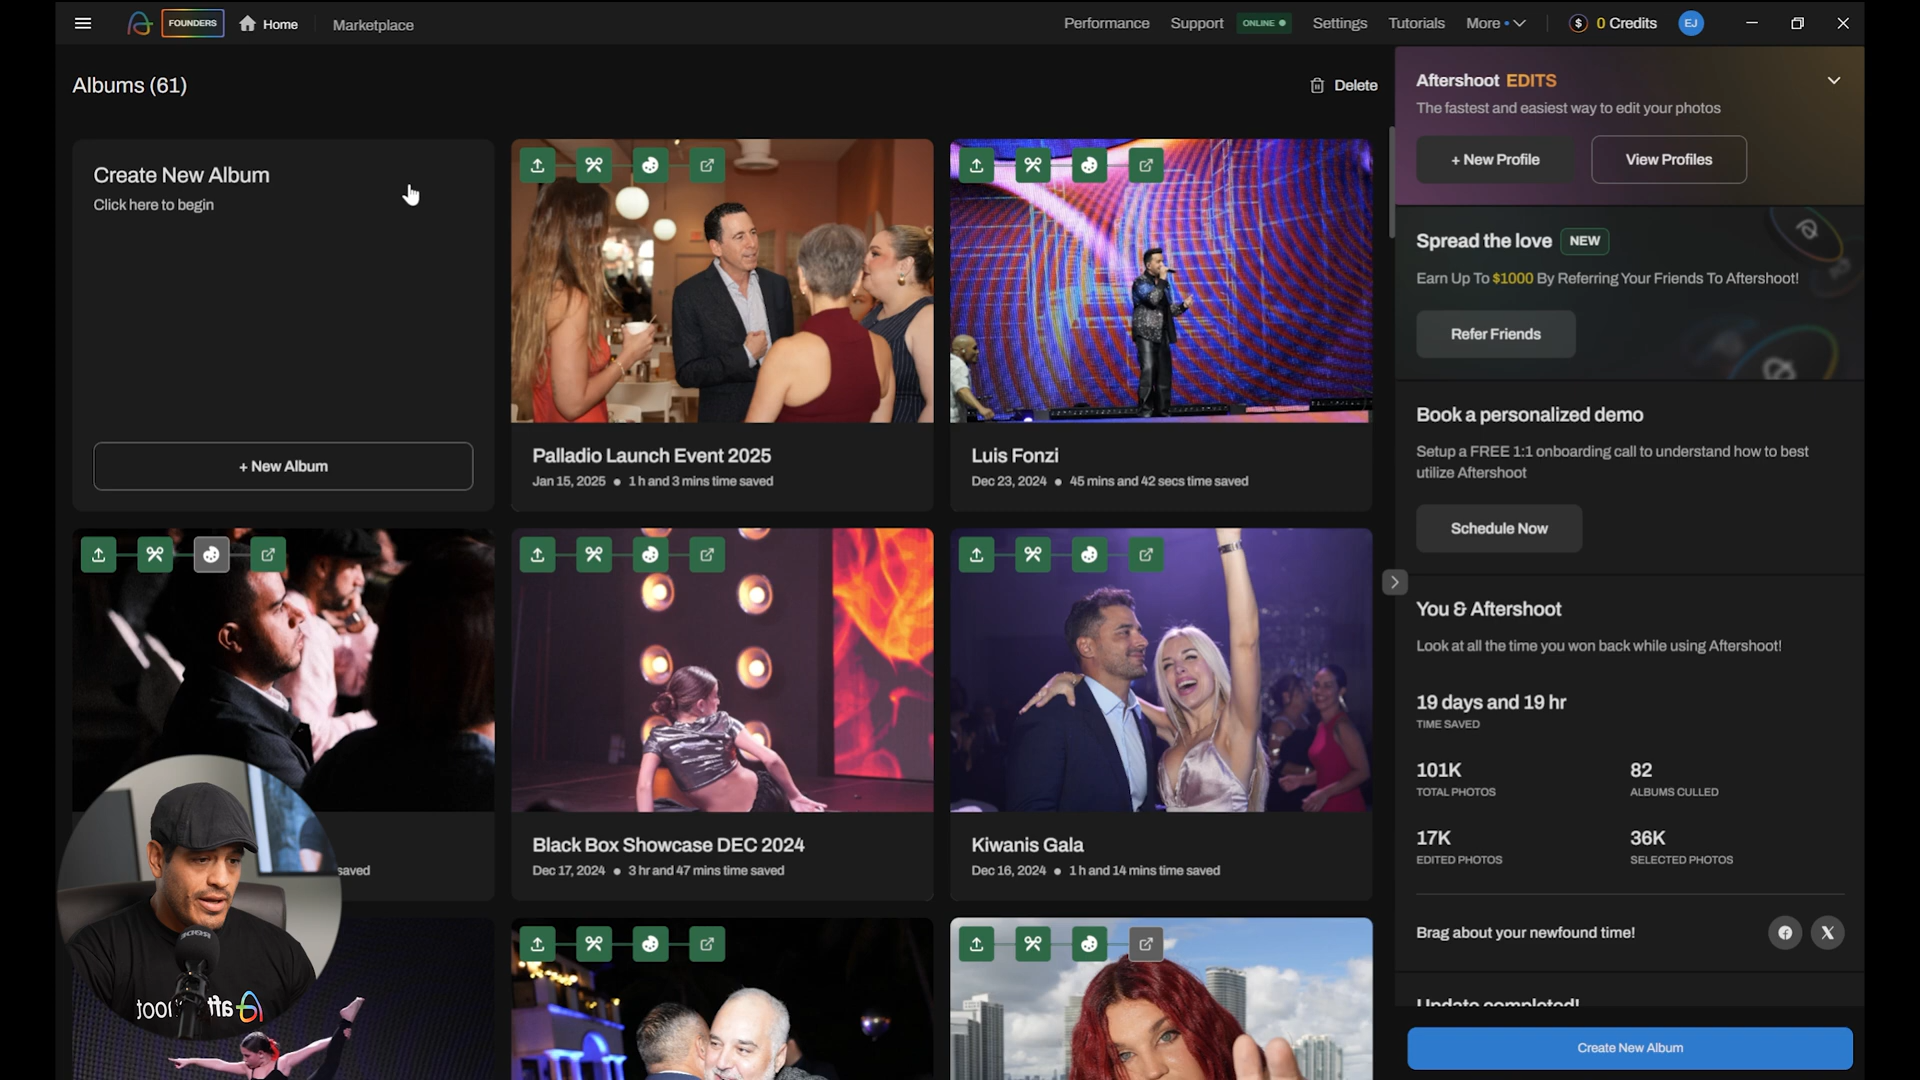 FOUNDERS
Home
Marketplace
Performance
Support
ONLINE
Settings
Tutorials
More
$
0 Credits
EJ
Albums (61)
Delete
Create New Album
Click here to begin
+ New Album
Palladio Launch Event 2025
Jan 15, 2025 • 1 h and 3 mins time saved
Luis Fonzi
Dec 23, 2024 • 45 mins and 42 secs time saved
saved
Black Box Showcase DEC 2024
Dec 17, 2024 • 3 hr and 47 mins time saved
Kiwanis Gala
Dec 16, 2024 • 1 h and 14 mins time saved
Aftershoot EDITS
The fastest and easiest way to edit your photos
+ New Profile
View Profiles
Spread the love NEW
Earn Up To $1000 By Referring Your Friends To Aftershoot!
Refer Friends
Book a personalized demo
Setup a FREE 1:1 onboarding call to understand how to best
utilize Aftershoot
Schedule Now
You & Aftershoot
Look at all the time you won back while using Aftershoot!
19 days and 19 hr
TIME SAVED
101K
TOTAL PHOTOS
82
ALBUMS CULLED
17K
EDITED PHOTOS
36K
SELECTED PHOTOS
Brag about your newfound time!
Update completed!
Create New Album
RODE